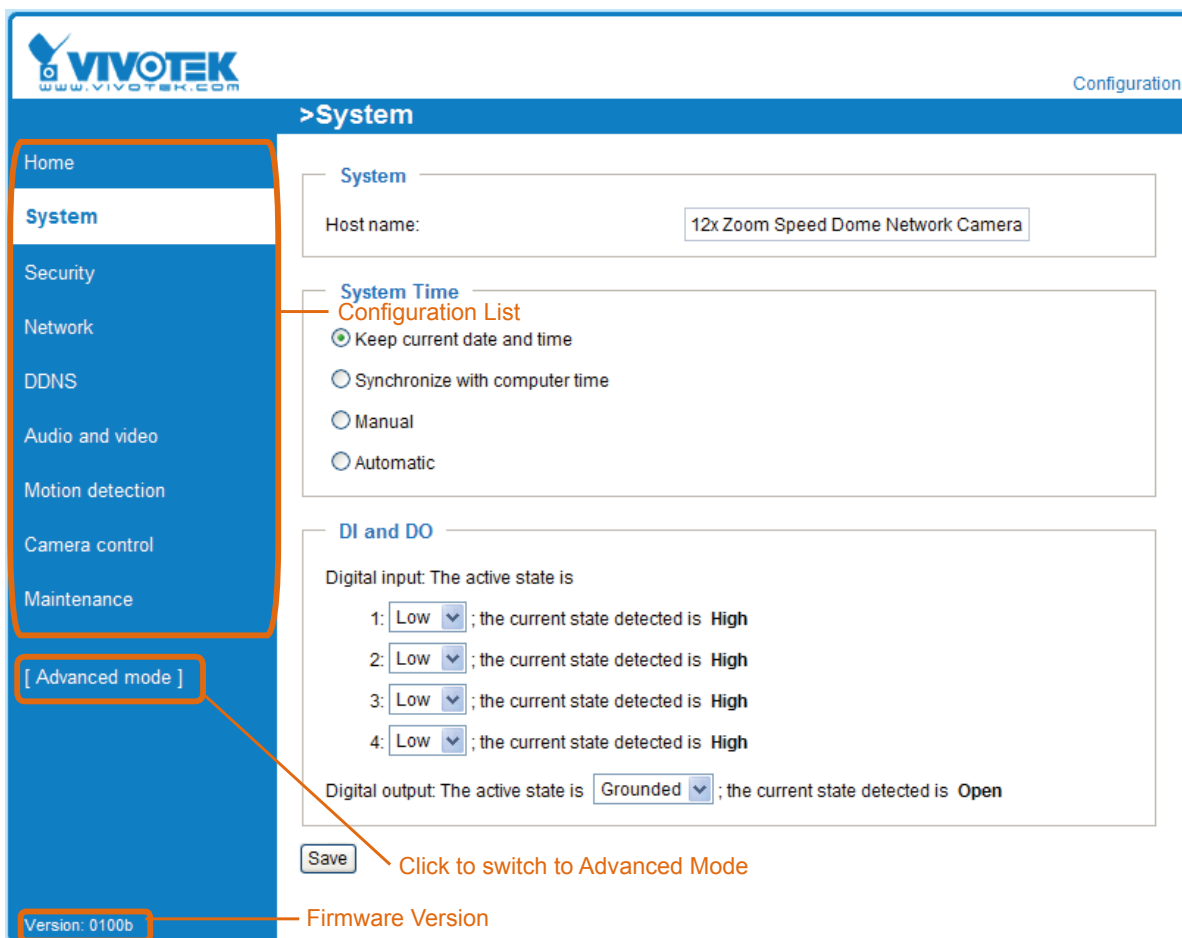 VIVOTEK
www.vivotek.com
Configuration
>System
Home
System
Security
Network
DDNS
Audio and video
Motion detection
Camera control
Maintenance
[ Advanced mode ]
Version: 0100b
System
Host name: 12x Zoom Speed Dome Network Camera
System Time
Configuration List
Keep current date and time
Synchronize with computer time
Manual
Automatic
DI and DO
Digital input: The active state is
1: Low ; the current state detected is High
2: Low ; the current state detected is High
3: Low ; the current state detected is High
4: Low ; the current state detected is High
Digital output: The active state is Grounded ; the current state detected is Open
Save
Click to switch to Advanced Mode
Firmware Version